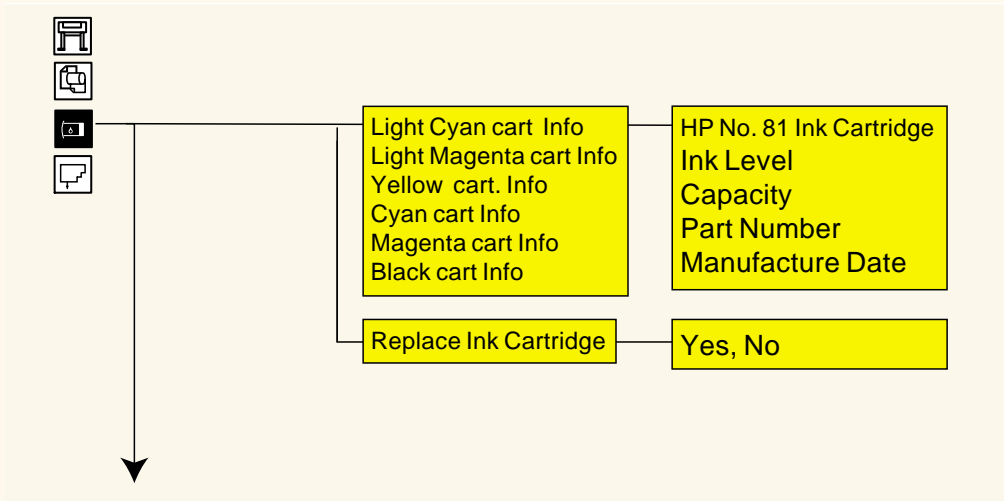 Light Cyan cart Info
Light Magenta cart Info
Yellow cart. Info
Cyan cart Info
Magenta cart Info
Black cart Info
HP No. 81 Ink Cartridge
Ink Level
Capacity
Part Number
Manufacture Date
Replace Ink Cartridge
Yes, No